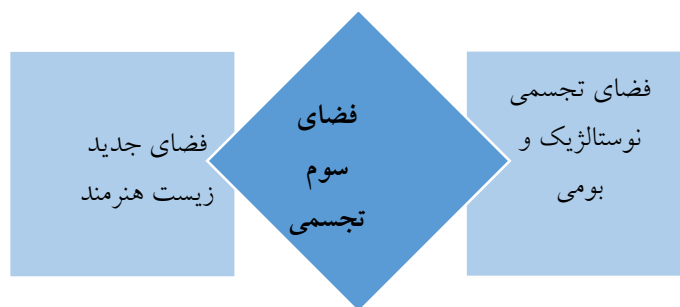 فضای تجسمی
نوستالژیک و
بومی
فضای
سوم
تجسمی
فضای جدید
زیست هنرمند